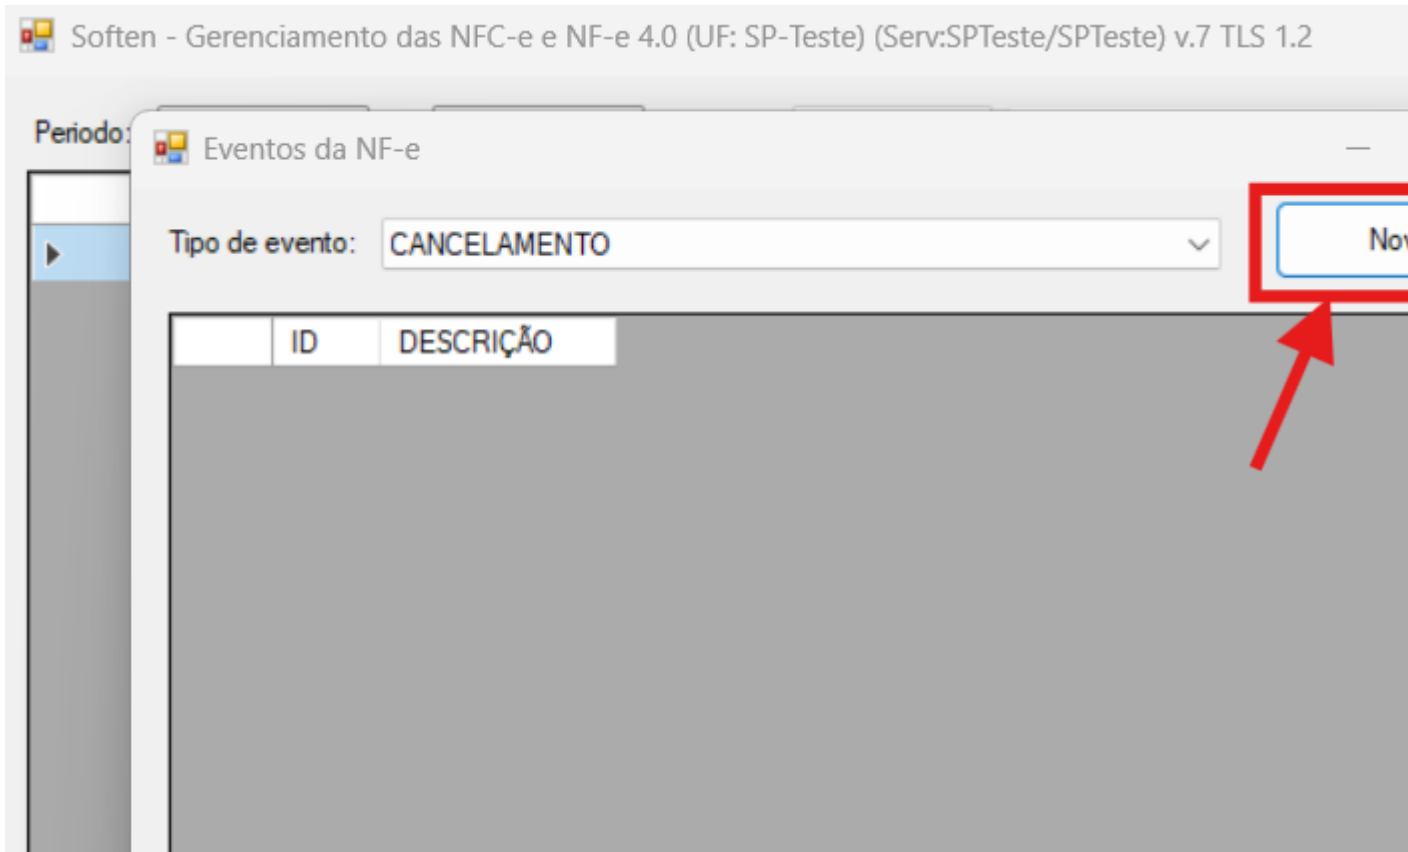 Soften - Gerenciamento das NFC-e e NF-e 4.0 (UF: SP-Teste) (Serv:SPTeste/SPTeste) v.7 TLS 1.2
Periodo:
Eventos da NF-e
Tipo de evento: CANCELAMENTO
ID DESCRIÇÃO